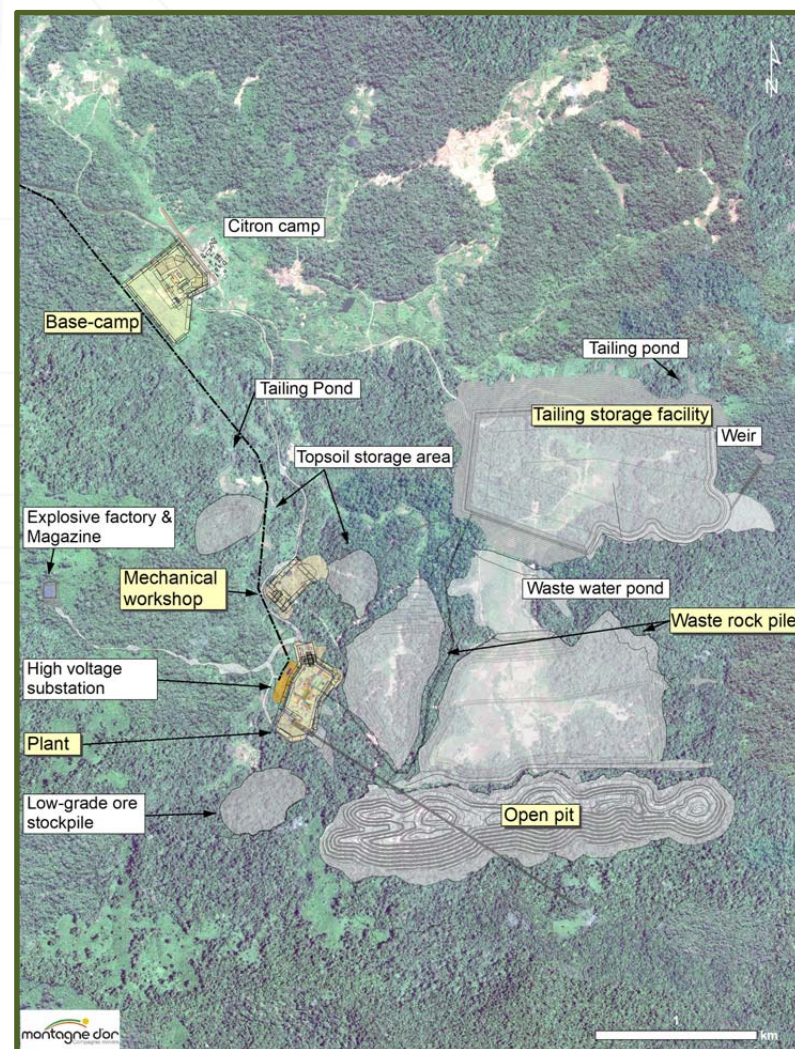 Citron camp
Base-camp
Tailing pond
Tailing Pond
Tailing storage facility
Weir
Topsoil storage area
Explosive factory &
Magazine
Mechanical
workshop
Waste water pond
Waste rock pile
High voltage
substation
Plant
Low-grade ore
stockpile
Open pit
montagne d'or
Compagnie minière
1
km
N